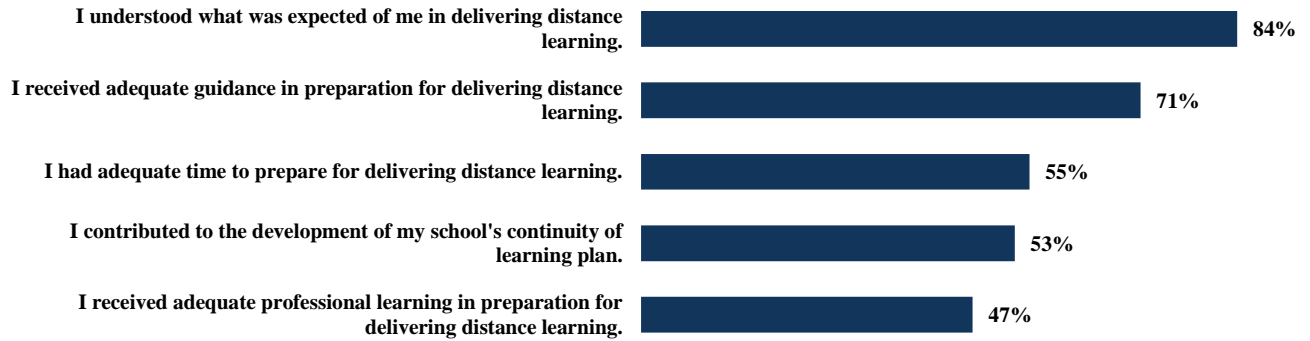 I understood what was expected of me in delivering distance
learning.
84%
I received adequate guidance in preparation for delivering distance
learning.
71%
I had adequate time to prepare for delivering distance learning.
55%
I contributed to the development of my school's continuity of
learning plan.
53%
I received adequate professional learning in preparation for
delivering distance learning.
47%